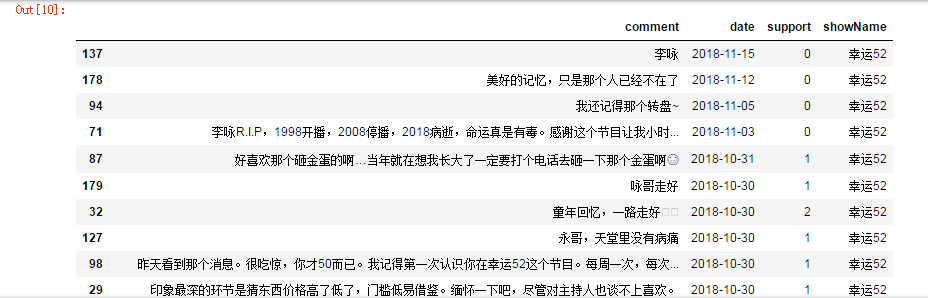 Out[10]:
comment date support showName
137 李咏 2018-11-15 0 幸运52
178 美好的记忆，只是那个人已经不在了 2018-11-12 0 幸运52
94 我还记得那个转盘~ 2018-11-05 0 幸运52
71 李咏R.I.P，1998开播，2008停播，2018病逝，命运真是有毒。感谢这个节目让我小时... 2018-11-03 0 幸运52
87 好喜欢那个砸金蛋的啊…当年就在想我长大了一定要打个电话去砸一下那个金蛋啊 2018-10-31 1 幸运52
179 咏哥走好 2018-10-30 1 幸运52
32 童年回忆，一路走好 2018-10-30 2 幸运52
127 永哥，天堂里没有病痛 2018-10-30 1 幸运52
98 昨天看到那个消息。很吃惊，你才50而已。我记得第一次认识你在幸运52这个节目。每周一次，每次... 2018-10-30 1 幸运52
29 印象最深的环节是猜东西价格高了低了，门槛低易借鉴。缅怀一下吧，尽管对主持人也谈不上喜欢。 2018-10-30 1 幸运52